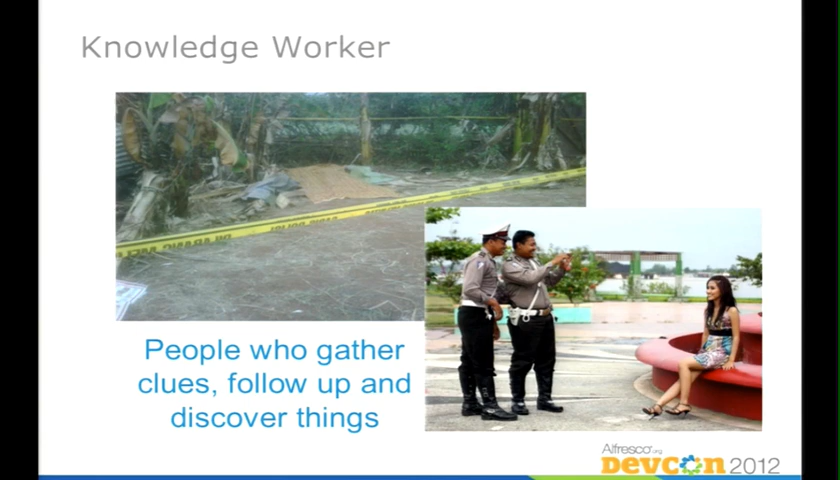 Knowledge Worker
People who gather
clues, follow up and
discover things
Alfresco.org
DEVCON 2012